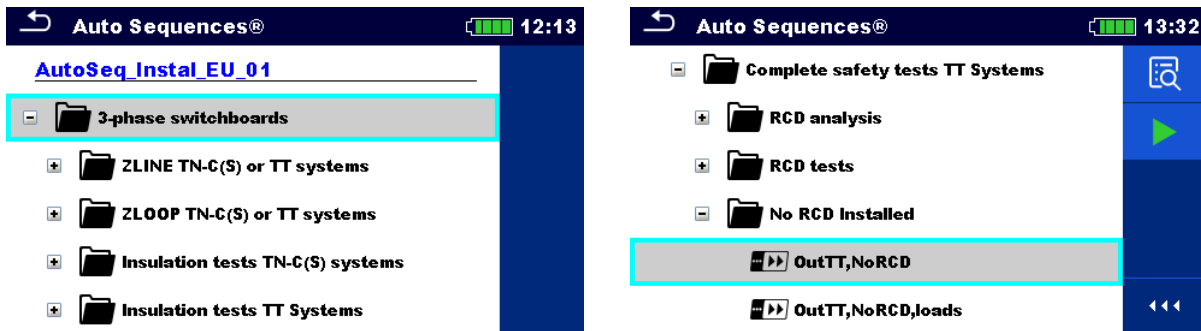 Auto Sequences® 12:13
AutoSeq_Instal_EU_01
3-phase switchboards
ZLINE TN-C(S) or TT systems
ZLOOP TN-C(S) or TT systems
Insulation tests TN-C(S) systems
Insulation tests TT Systems
Auto Sequences® 13:32
Complete safety tests TT Systems
RCD analysis
RCD tests
No RCD Installed
OutTT,NoRCD
OutTT,NoRCD,loads